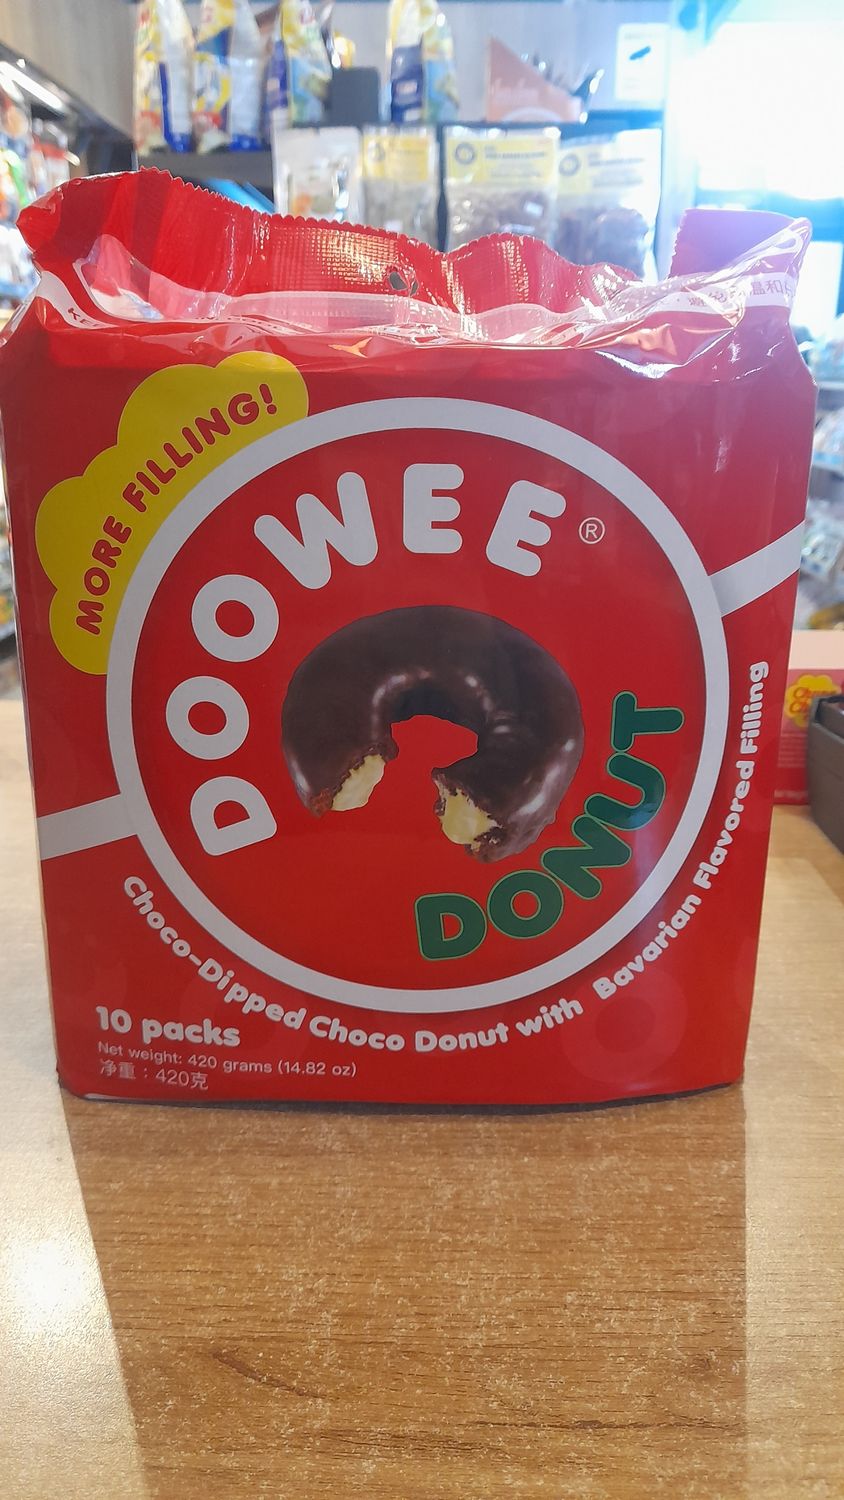 MORE FILLING!
DOOWEE®
DONUT
Choco-Dipped Choco Donut with Bavarian Flavored Filling
10 packs
Net weight: 420 grams (14.82 oz)
净重：420克